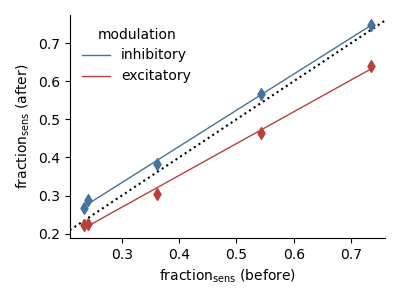 modulation
inhibitory
excitatory
0.7
0.6
0.5
0.4
0.3
0.2
fraction_sens (after)
0.3 0.4 0.5 0.6 0.7
fraction_sens (before)